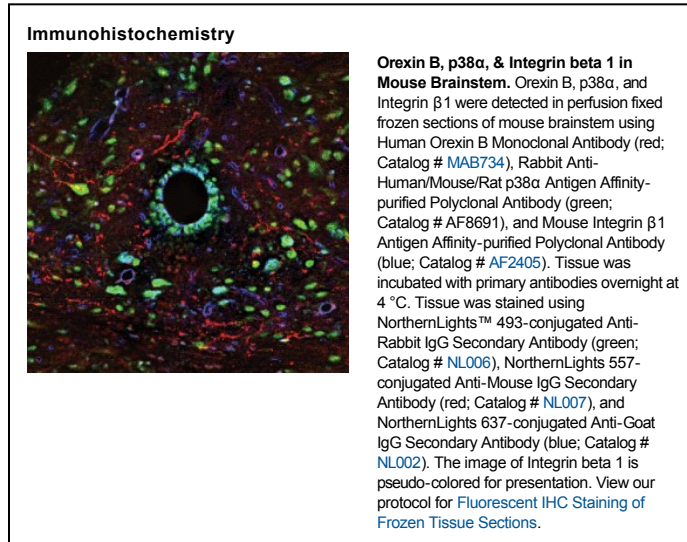 Immunohistochemistry
Orexin B, p38α, & Integrin beta 1 in
Mouse Brainstem. Orexin B, p38α, and
Integrin β1 were detected in perfusion fixed
frozen sections of mouse brainstem using
Human Orexin B Monoclonal Antibody (red;
Catalog # MAB734), Rabbit Anti-
Human/Mouse/Rat p38α Antigen Affinity-
purified Polyclonal Antibody (green;
Catalog # AF8691), and Mouse Integrin β1
Antigen Affinity-purified Polyclonal Antibody
(blue; Catalog # AF2405). Tissue was
incubated with primary antibodies overnight at
4 °C. Tissue was stained using
NorthernLights™ 493-conjugated Anti-
Rabbit IgG Secondary Antibody (green;
Catalog # NL006), NorthernLights 557-
conjugated Anti-Mouse IgG Secondary
Antibody (red; Catalog # NL007), and
NorthernLights 637-conjugated Anti-Goat
IgG Secondary Antibody (blue; Catalog #
NL002). The image of Integrin beta 1 is
pseudo-colored for presentation. View our
protocol for Fluorescent IHC Staining of
Frozen Tissue Sections.